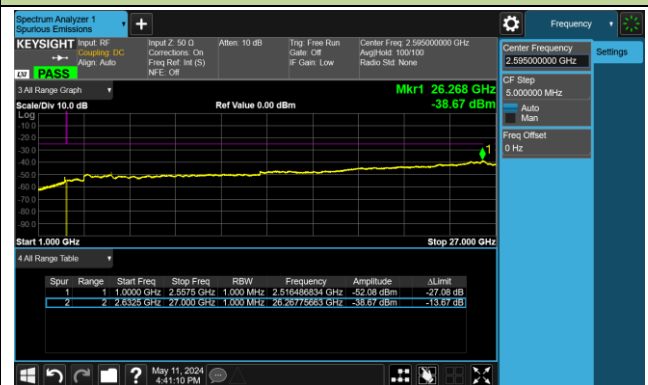 Spectrum Analyzer 1
Spurious Emissions
Frequency
KEYSIGHT Input: RF Input Z: 50 Ω Atten: 10 dB Trig: Free Run Center Freq: 2.595000000 GHz
Coupling: DC Corrections: On Gate: Off Avg|Hold: 100/100
Align: Auto Freq Ref: Int (S) IF Gain: Low Radio Std: None
NFE: Off
PASS
Center Frequency
2.595000000 GHz
Settings
CF Step
5.000000 MHz
Auto
Man
Freq Offset
0 Hz
3 All Range Graph
Mkr1 26.268 GHz
Scale/Div 10.0 dB Ref Value 0.00 dBm -38.67 dBm
Log
-10.0
-20.0
-30.0
-40.0
-50.0
-60.0
-70.0
-80.0
-90.0
1
Start 1.000 GHz Stop 27.000 GHz
4 All Range Table
Spur Range Start Freq Stop Freq RBW Frequency Amplitude ΔLimit
1 1 1.0000 GHz 2.5575 GHz 1.000 MHz 2.516486834 GHz -52.08 dBm -27.08 dB
2 2 2.6325 GHz 27.000 GHz 1.000 MHz 26.26775663 GHz -38.67 dBm -13.67 dB
May 11, 2024
4:41:10 PM